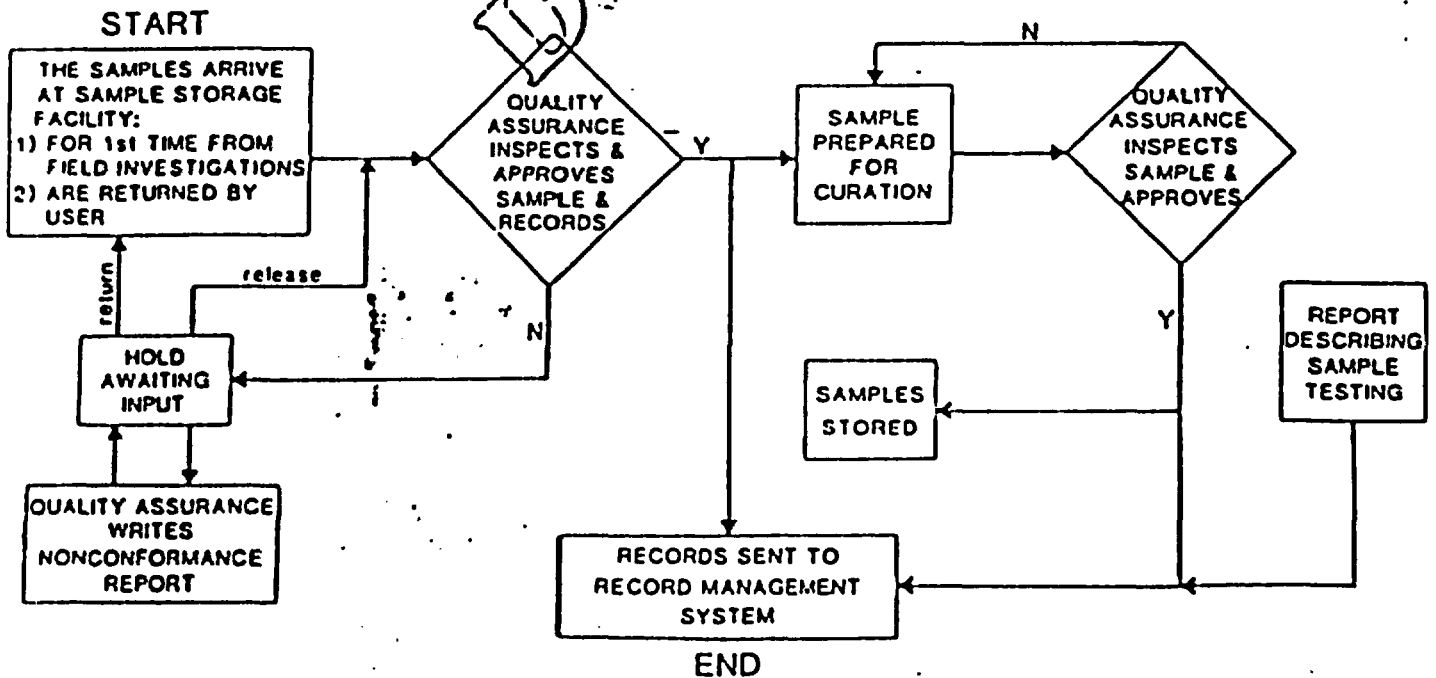 START
THE SAMPLES ARRIVE
AT SAMPLE STORAGE
FACILITY:
1) FOR 1st TIME FROM
FIELD INVESTIGATIONS
2) ARE RETURNED BY
USER
return
release
HOLD
AWAITING
INPUT
QUALITY ASSURANCE
WRITES
NONCONFORMANCE
REPORT
QUALITY
ASSURANCE
INSPECTS &
APPROVES
SAMPLE &
RECORDS
N
Y
SAMPLE
PREPARED
FOR
CURATION
N
QUALITY
ASSURANCE
INSPECTS
SAMPLE &
APPROVES
Y
SAMPLES
STORED
REPORT
DESCRIBING
SAMPLE
TESTING
RECORDS SENT TO
RECORD MANAGEMENT
SYSTEM
END